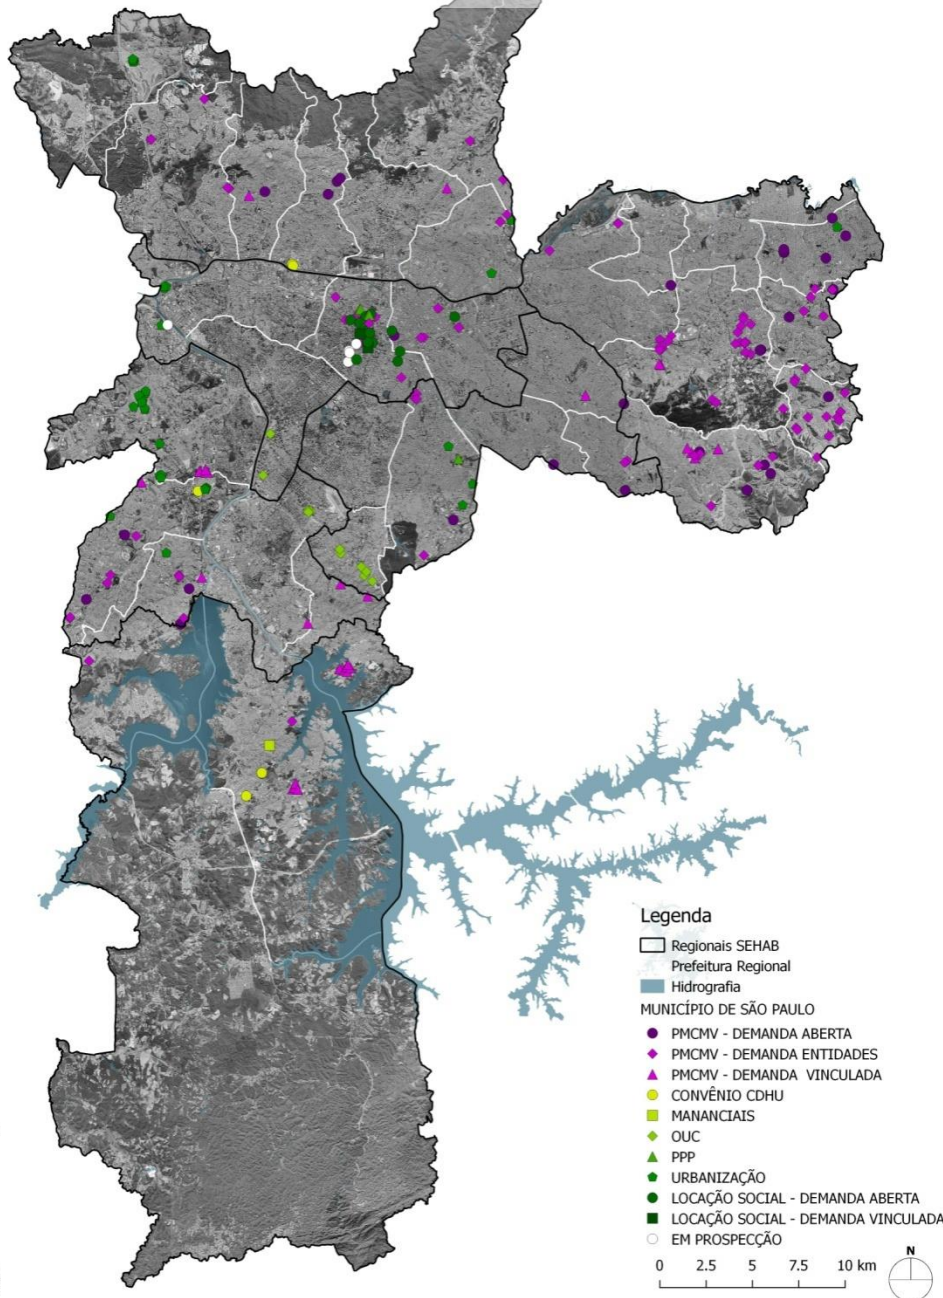 Legenda
Regionais SEHAB
Prefeitura Regional
Hidrografia
MUNICÍPIO DE SÃO PAULO
PMCMV - DEMANDA ABERTA
PMCMV - DEMANDA ENTIDADES
PMCMV - DEMANDA VINCULADA
CONVÊNIO CDHU
MANANCIAIS
OUC
PPP
URBANIZAÇÃO
LOCAÇÃO SOCIAL - DEMANDA ABERTA
LOCAÇÃO SOCIAL - DEMANDA VINCULADA
EM PROSPECÇÃO
N
0 2.5 5 7.5 10 km